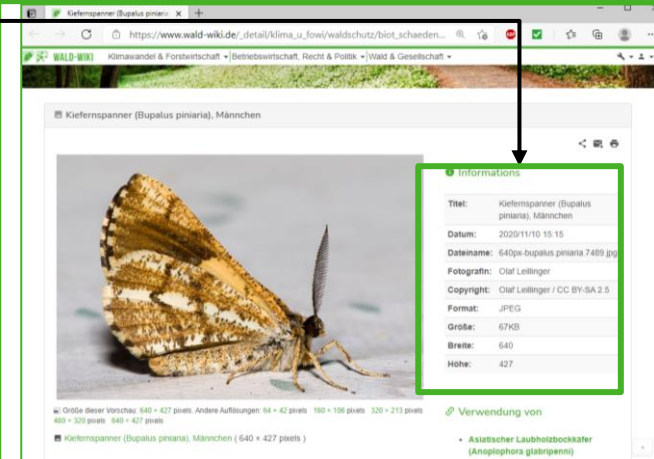 Kiefernspanner (Bupalus piniaria
https://www.wald-wiki.de/_detail/klima_u_fowi/waldschutz/biot_schaeden...
WALD-WIKI Klimawandel & Forstwirtschaft Betriebswirtschaft, Recht & Politik Wald & Gesellschaft
Kiefernspanner (Bupalus piniaria), Männchen
Informations
Titel: Kiefernspanner (Bupalus
piniaria), Männchen
Datum: 2020/11/10 15:15
Dateiname: 640px-bupalus.piniaria.7489.jpg
Fotografin: Olaf Leillinger
Copyright: Olaf Leillinger / CC BY-SA 2.5
Format: JPEG
Größe: 67KB
Breite: 640
Höhe: 427
Größe dieser Vorschau: 640 × 427 pixels. Andere Auflösungen: 64 × 42 pixels 160 × 106 pixels 320 × 213 pixels
480 × 320 pixels 640 × 427 pixels
Kiefernspanner (Bupalus piniaria), Männchen ( 640 × 427 pixels )
Verwendung von
Asiatischer Laubholzbockkäfer
(Anoplophora glabripenni)